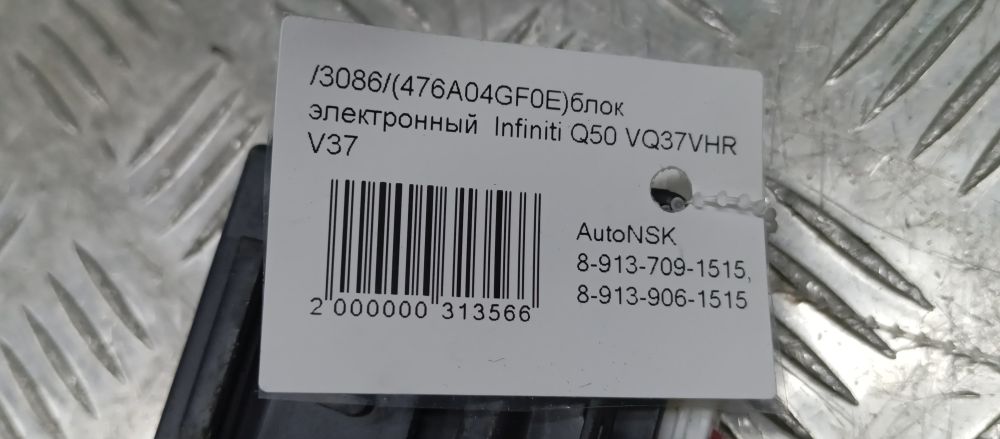 /3086/(476A04GF0E)блок
электронный Infiniti Q50 VQ37VHR
V37
AutoNSK
8-913-709-1515,
8-913-906-1515
2 000000 313566